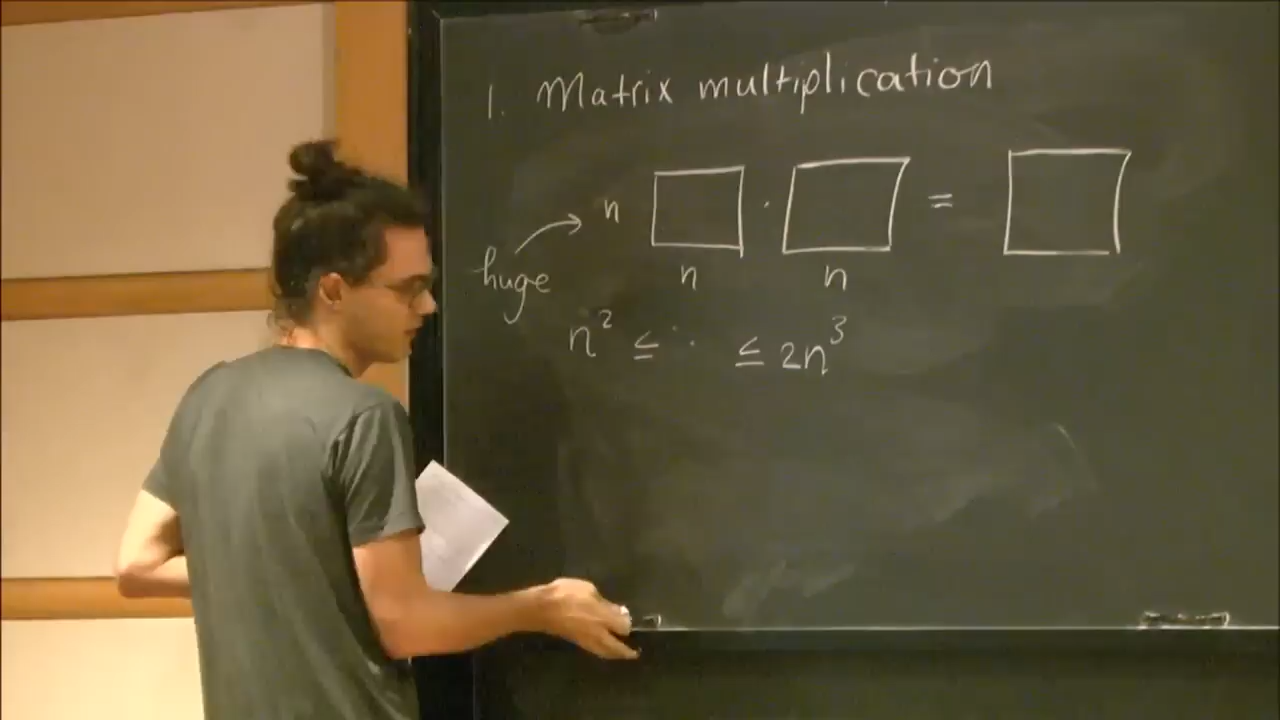 1. Matrix multiplication
n · =
huge
n n
n² ≤ · ≤ 2n³